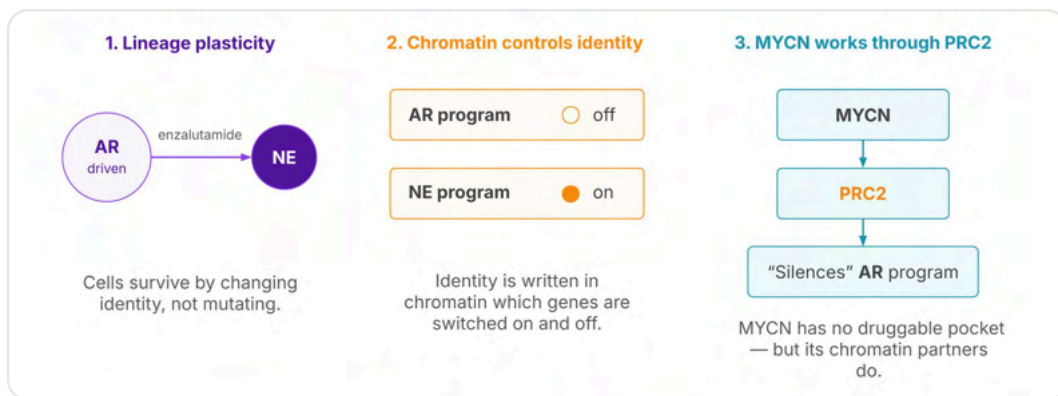 1. Lineage plasticity
AR
driven
enzalutamide
NE
Cells survive by changing
identity, not mutating.
2. Chromatin controls identity
AR program off
NE program on
Identity is written in
chromatin which genes are
switched on and off.
3. MYCN works through PRC2
MYCN
PRC2
“Silences” AR program
MYCN has no druggable pocket
— but its chromatin partners
do.